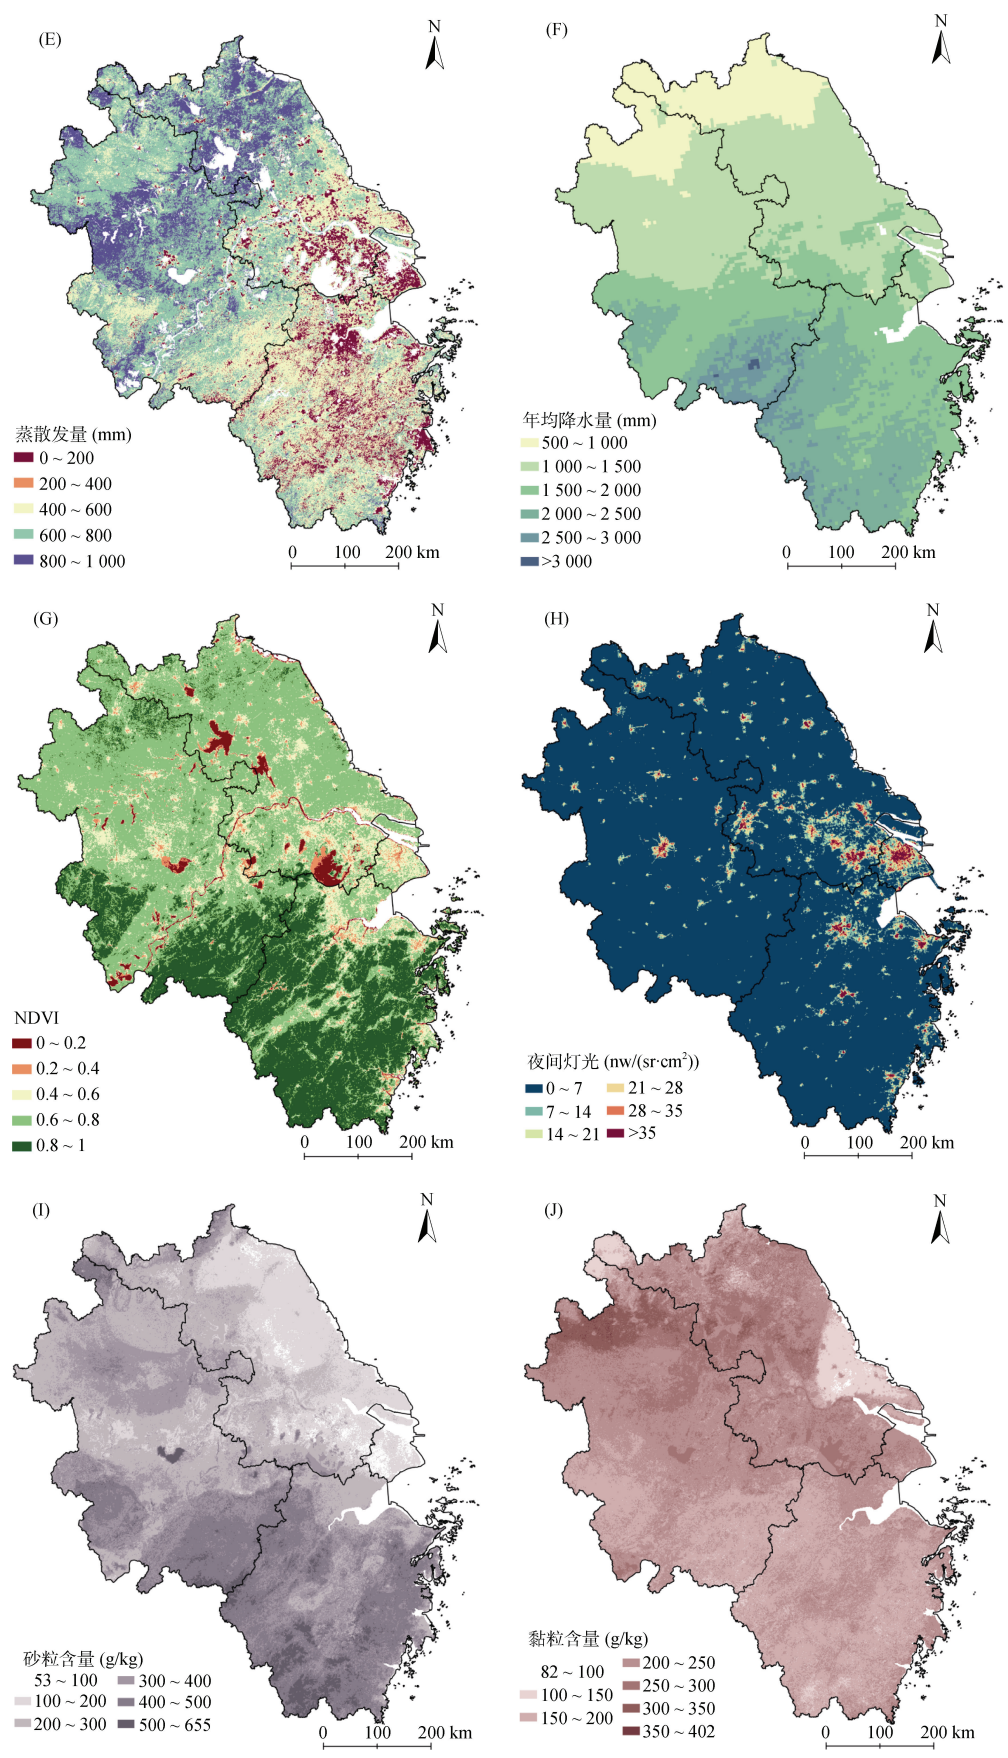 (E)
N
蒸散发量 (mm)
0 ~ 200
200 ~ 400
400 ~ 600
600 ~ 800
800 ~ 1 000
0 100 200 km
(F)
N
年均降水量 (mm)
500 ~ 1 000
1 000 ~ 1 500
1 500 ~ 2 000
2 000 ~ 2 500
2 500 ~ 3 000
>3 000
0 100 200 km
(G)
N
NDVI
0 ~ 0.2
0.2 ~ 0.4
0.4 ~ 0.6
0.6 ~ 0.8
0.8 ~ 1
0 100 200 km
(H)
N
夜间灯光 (nw/(sr·cm²))
0 ~ 7 21 ~ 28
7 ~ 14 28 ~ 35
14 ~ 21 >35
0 100 200 km
(I)
N
砂粒含量 (g/kg)
53 ~ 100 300 ~ 400
100 ~ 200 400 ~ 500
200 ~ 300 500 ~ 655
0 100 200 km
(J)
N
黏粒含量 (g/kg)
82 ~ 100 200 ~ 250
100 ~ 150 250 ~ 300
150 ~ 200 300 ~ 350
350 ~ 402
0 100 200 km